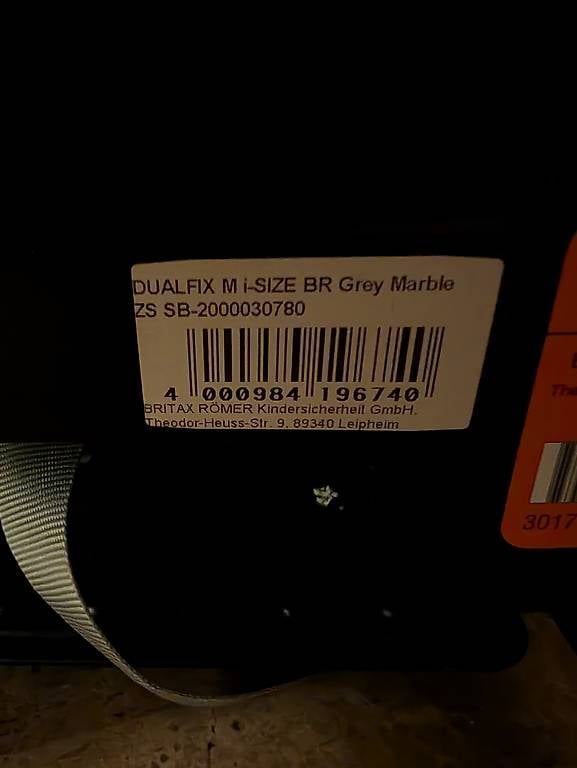 DUALFIX M i-SIZE BR Grey Marble
ZS SB-2000030780
4 000984 196740
BRITAX RÖMER Kindersicherheit GmbH.
Theodor-Heuss-Str. 9, 89340 Leipheim
3017